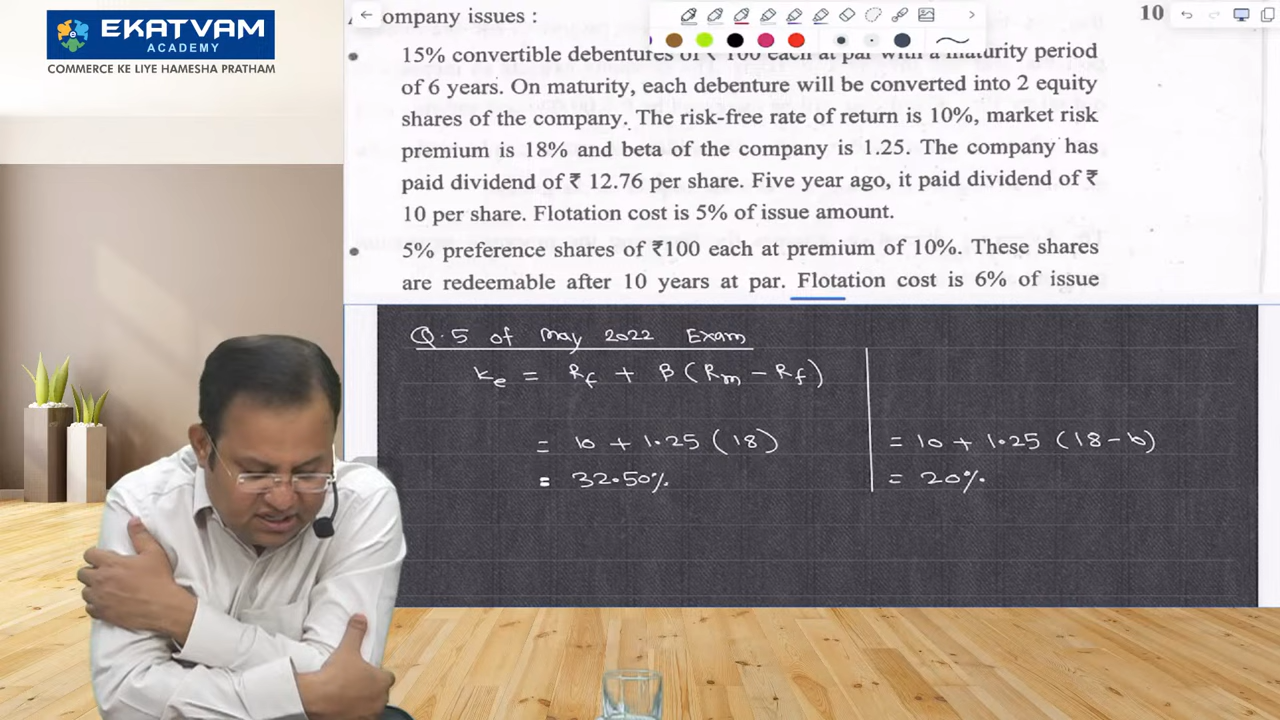 EKATVAM
ACADEMY
COMMERCE KE LIYE HAMESHA PRATHAM
ompany issues :
10
15% convertible debentures of ₹ 100 each at par with a maturity period
of 6 years. On maturity, each debenture will be converted into 2 equity
shares of the company. The risk-free rate of return is 10%, market risk
premium is 18% and beta of the company is 1.25. The company has
paid dividend of ₹ 12.76 per share. Five year ago, it paid dividend of ₹
10 per share. Flotation cost is 5% of issue amount.
5% preference shares of ₹100 each at premium of 10%. These shares
are redeemable after 10 years at par. Flotation cost is 6% of issue
Q.5 of May 2022 Exam
Ke = Rf + β (Rm - Rf)
= 10 + 1.25 (18)
= 32.50%
= 10 + 1.25 (18-10)
= 20%